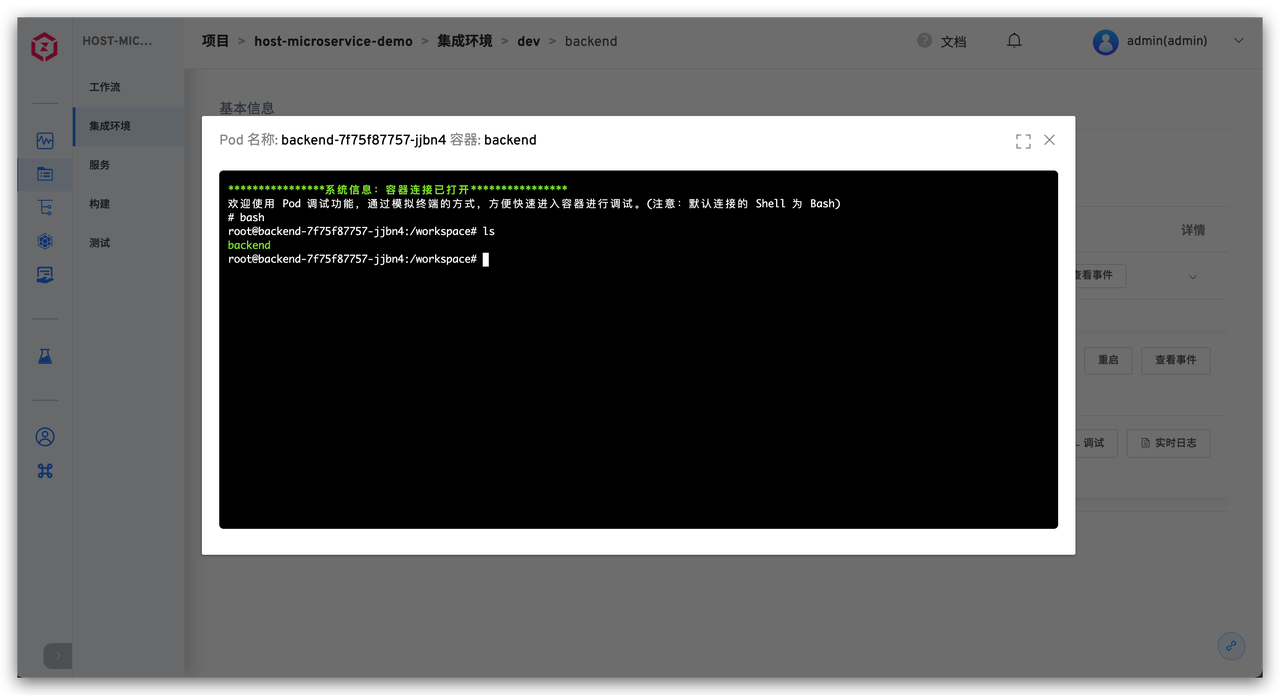 HOST-MIC...
项目 > host-microservice-demo > 集成环境 > dev > backend
文档
admin(admin)
工作流
集成环境
服务
构建
测试
基本信息
Pod 名称: backend-7f75f87757-jjbn4 容器: backend
****************系统信息: 容器连接已打开****************
欢迎使用 Pod 调试功能，通过模拟终端的方式，方便快速进入容器进行调试。(注意: 默认连接的 Shell 为 Bash)
# bash
root@backend-7f75f87757-jjbn4:/workspace# ls
backend
root@backend-7f75f87757-jjbn4:/workspace#
详情
查看事件
重启 查看事件
调试 实时日志